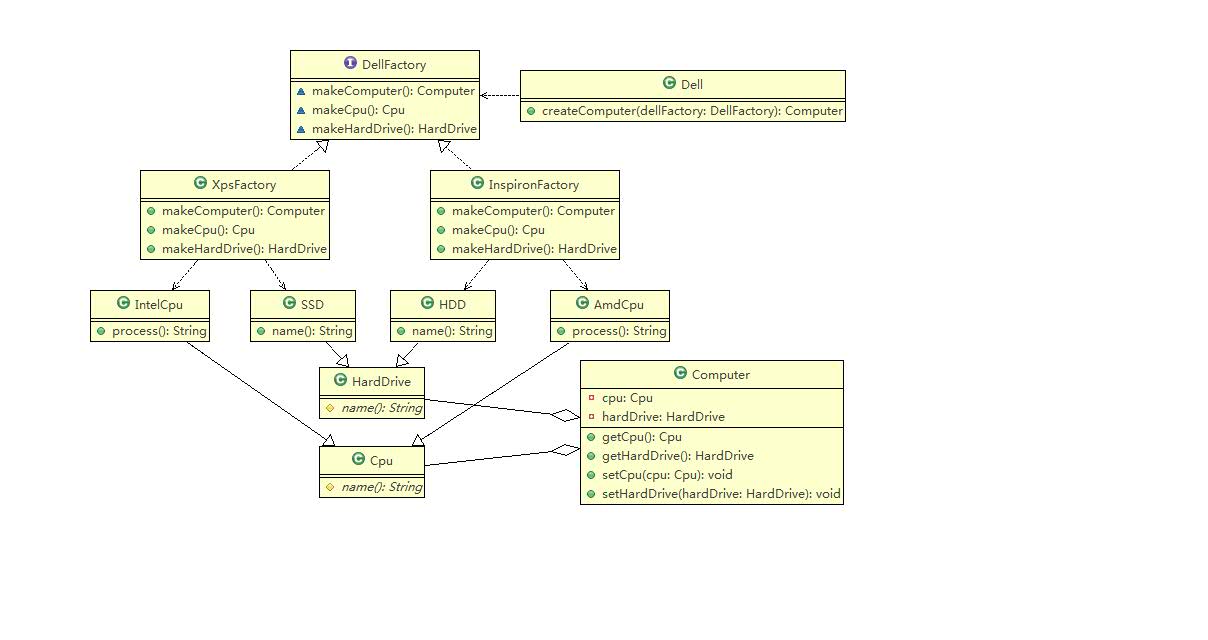 DellFactory
makeComputer(): Computer
makeCpu(): Cpu
makeHardDrive(): HardDrive
Dell
createComputer(dellFactory: DellFactory): Computer
XpsFactory
makeComputer(): Computer
makeCpu(): Cpu
makeHardDrive(): HardDrive
InspironFactory
makeComputer(): Computer
makeCpu(): Cpu
makeHardDrive(): HardDrive
IntelCpu
process(): String
SSD
name(): String
HDD
name(): String
AmdCpu
process(): String
HardDrive
name(): String
Cpu
name(): String
Computer
cpu: Cpu
hardDrive: HardDrive
getCpu(): Cpu
getHardDrive(): HardDrive
setCpu(cpu: Cpu): void
setHardDrive(hardDrive: HardDrive): void